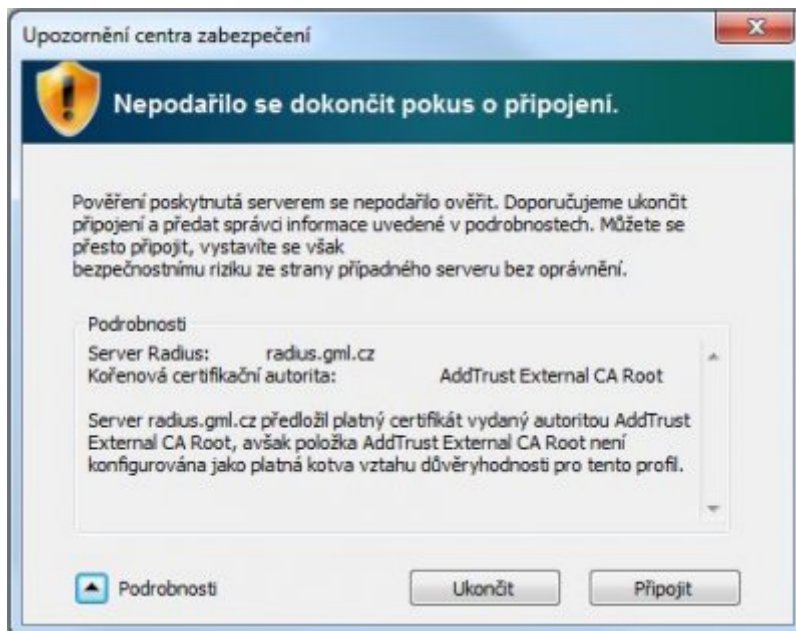 Upozornění centra zabezpečení
Nepodařilo se dokončit pokus o připojení.
Pověření poskytnutá serverem se nepodařilo ověřit. Doporučujeme ukončit
připojení a předat správci informace uvedené v podrobnostech. Můžete se
přesto připojit, vystavíte se však
bezpečnostnímu riziku ze strany případného serveru bez oprávnění.
Podrobnosti
Server Radius: radius.gml.cz
Kořenová certifikační autorita: AddTrust External CA Root
Server radius.gml.cz předložil platný certifikát vydaný autoritou AddTrust
External CA Root, avšak položka AddTrust External CA Root není
konfigurována jako platná kotva vztahu důvěryhodnosti pro tento profil.
Podrobnosti Ukončit Připojit